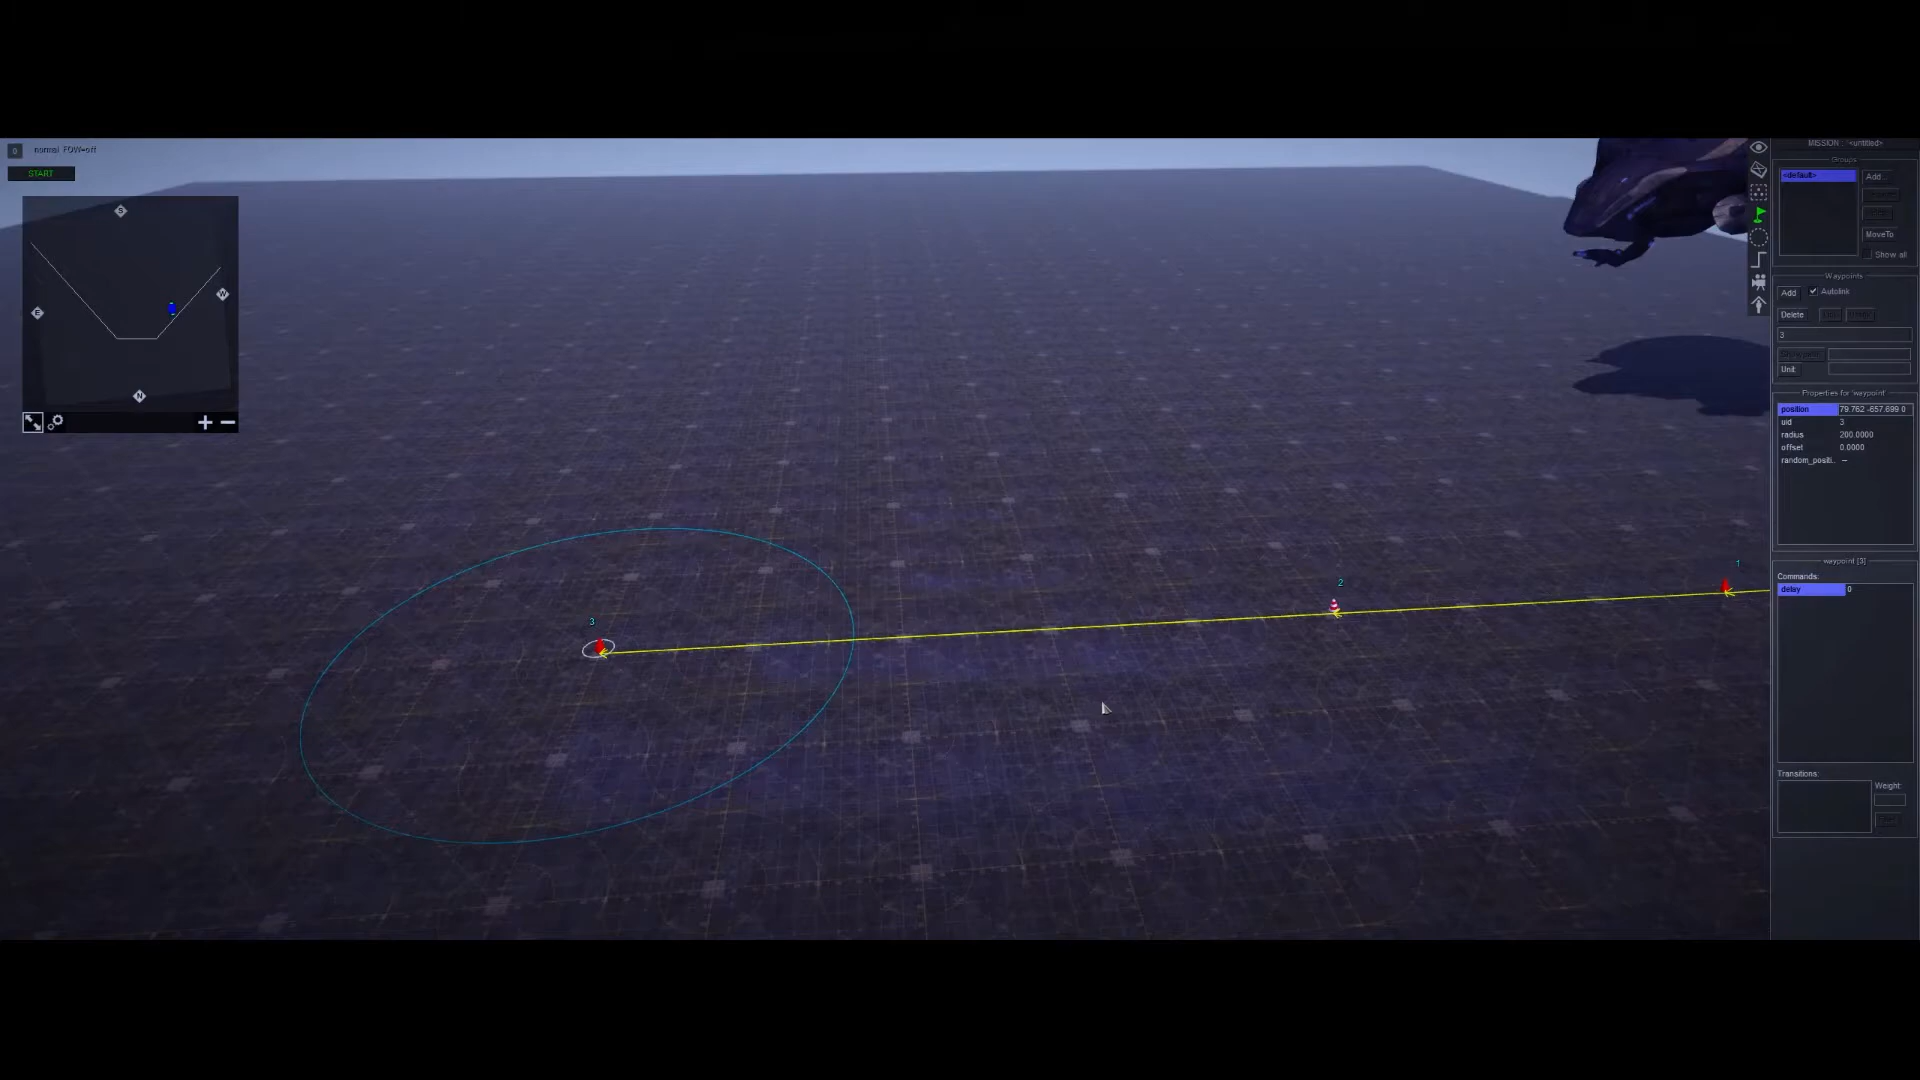 0 normal FOW=off
START
S
E
W
N
3
2
1
MISSION : '<untitled>'
Groups
<default>
Add...
MoveTo
Show all
Waypoints
Add
Autolink
Delete
3
Unit:
Properties for 'waypoint'
position 79.762 -657.699 0
uid 3
radius 200.0000
offset 0.0000
random_positi.. --
waypoint [3]
Commands:
delay 0
Transitions:
Weight: